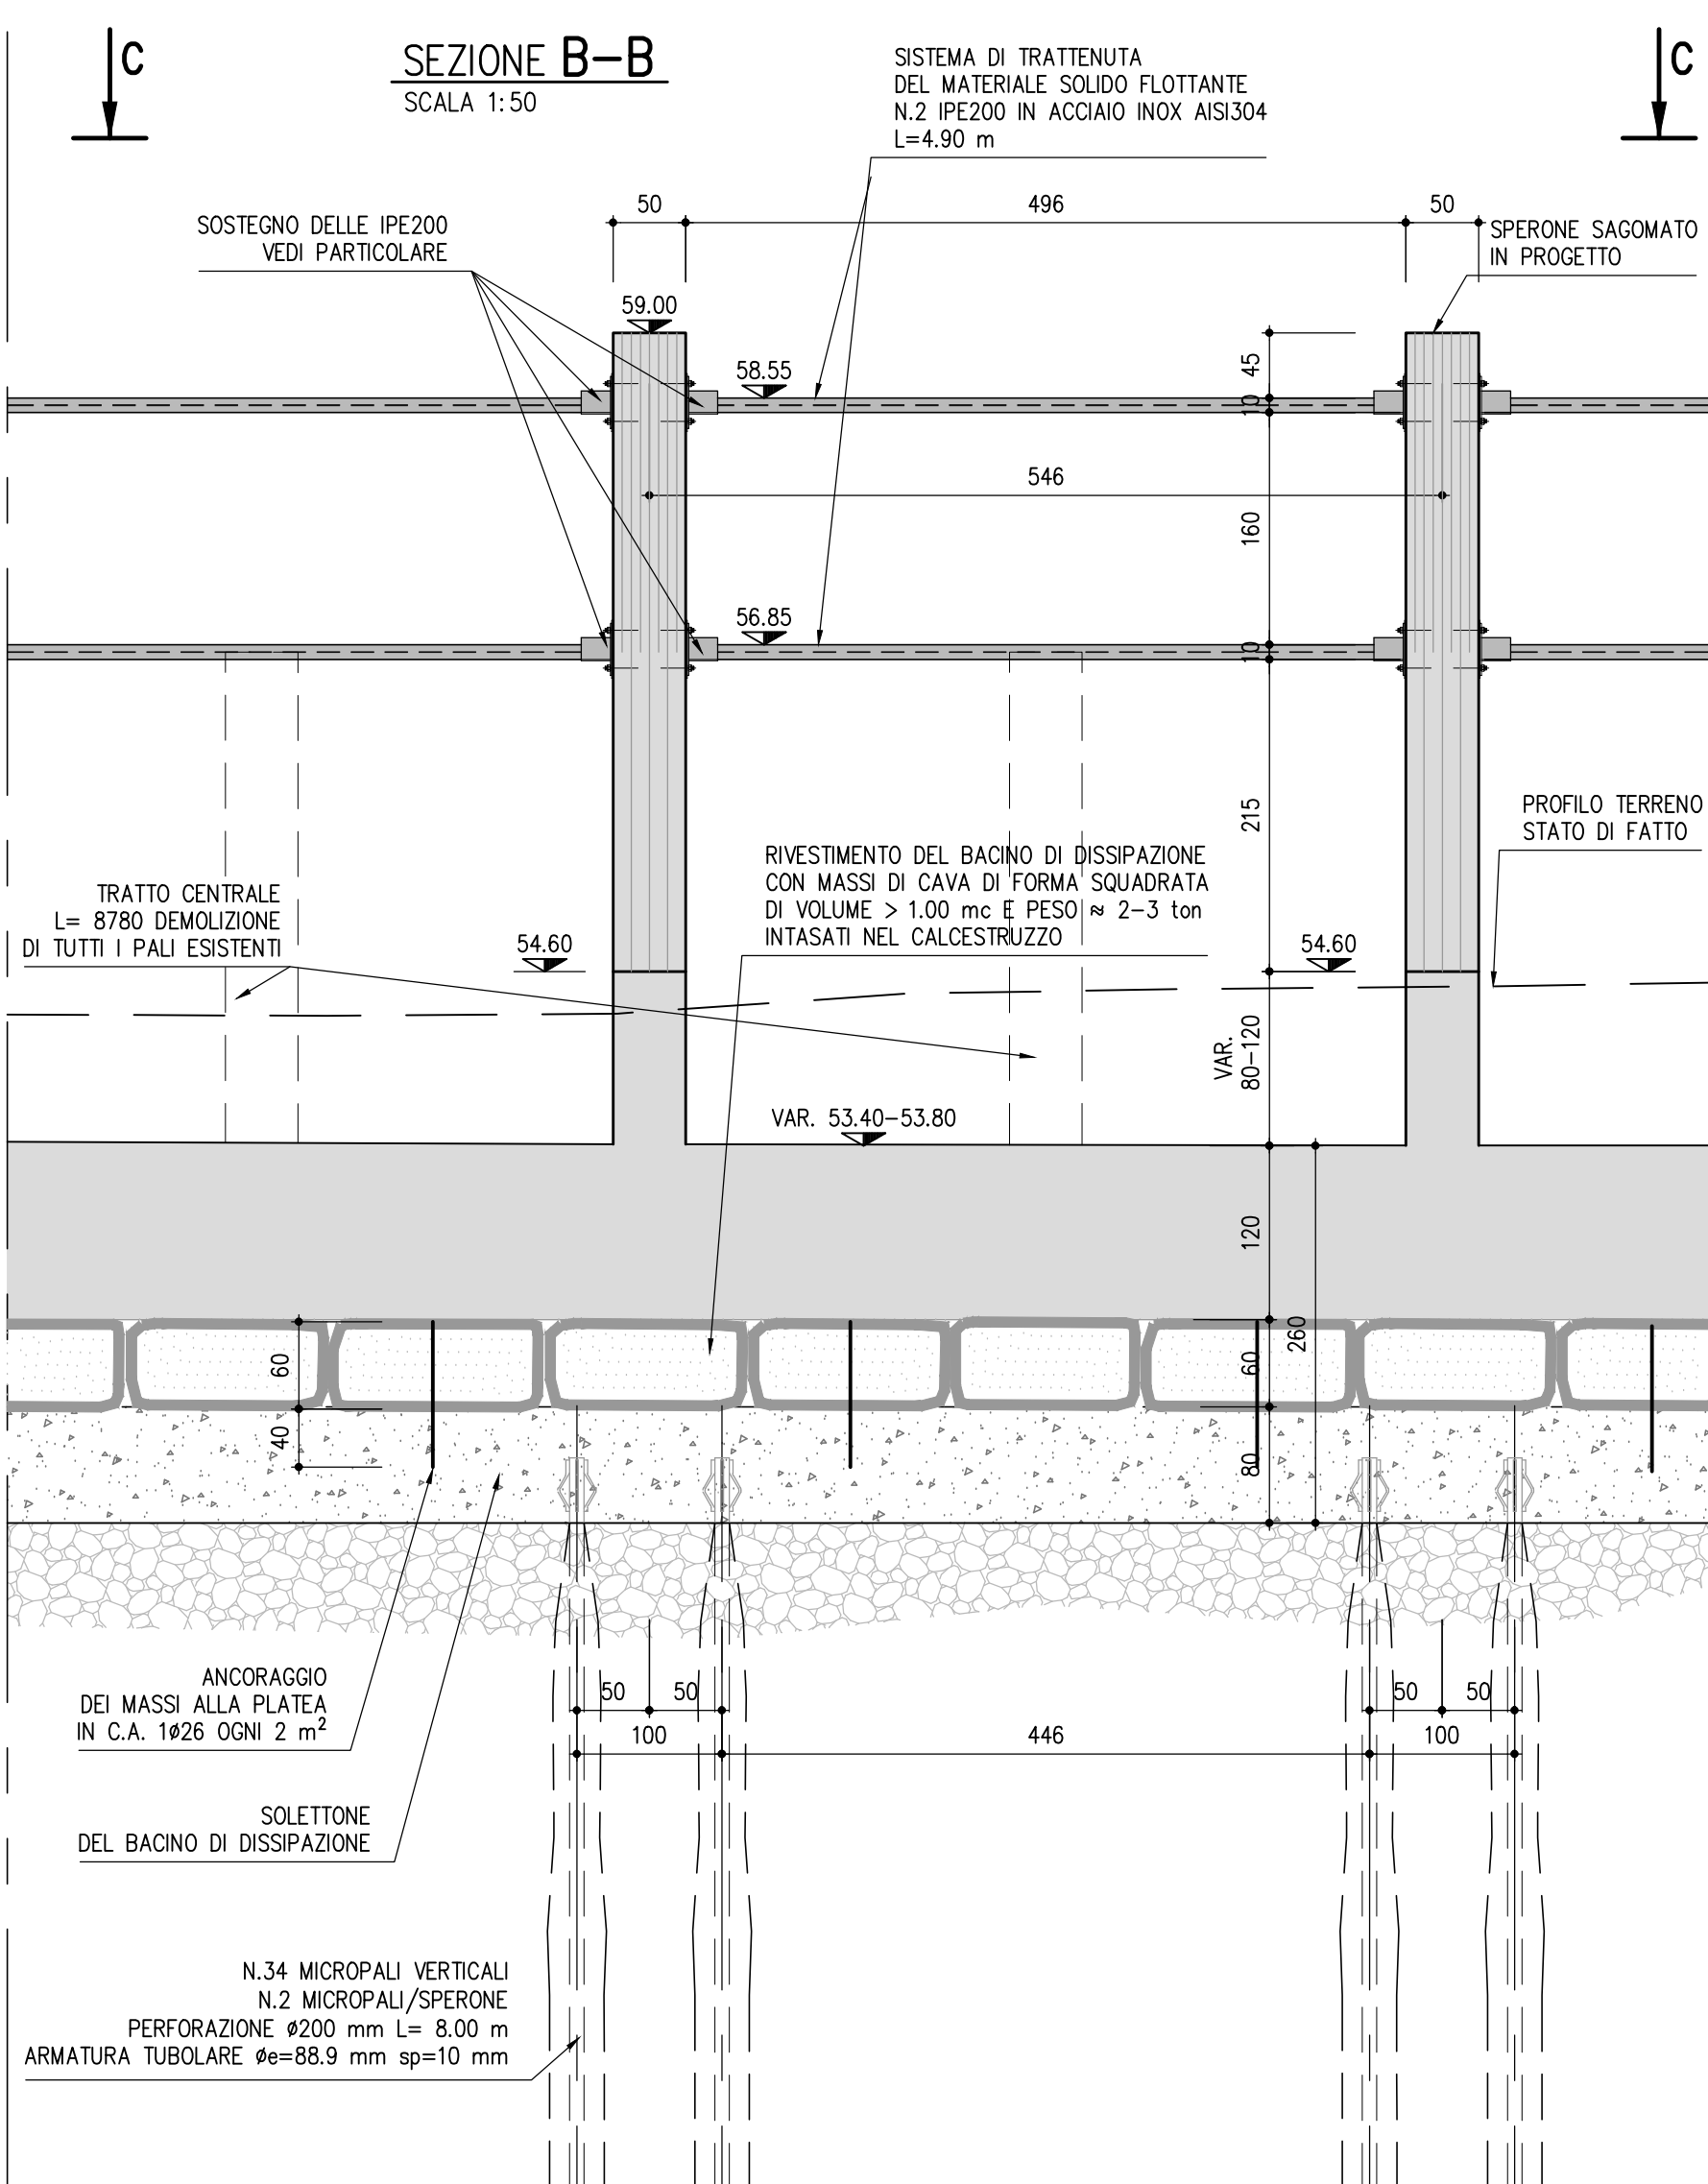 C
SEZIONE B-B
SCALA 1:50
SISTEMA DI TRATTENUTA
DEL MATERIALE SOLIDO FLOTTANTE
N.2 IPE200 IN ACCIAIO INOX AISI304
L=4.90 m
C
50
496
50
SOSTEGNO DELLE IPE200
VEDI PARTICOLARE
SPERONE SAGOMATO
IN PROGETTO
59.00
58.55
45
10
546
160
56.85
10
215
PROFILO TERRENO
STATO DI FATTO
RIVESTIMENTO DEL BACINO DI DISSIPAZIONE
CON MASSI DI CAVA DI FORMA SQUADRATA
DI VOLUME > 1.00 mc E PESO ≈ 2-3 ton
INTASATI NEL CALCESTRUZZO
TRATTO CENTRALE
L= 8780 DEMOLIZIONE
DI TUTTI I PALI ESISTENTI
54.60
54.60
VAR.
80-120
VAR. 53.40-53.80
120
260
60
60
40
80
ANCORAGGIO
DEI MASSI ALLA PLATEA
IN C.A. 1ø26 OGNI 2 m²
50
50
50
50
100
446
100
SOLETTONE
DEL BACINO DI DISSIPAZIONE
N.34 MICROPALI VERTICALI
N.2 MICROPALI/SPERONE
PERFORAZIONE ø200 mm L= 8.00 m
ARMATURA TUBOLARE øe=88.9 mm sp=10 mm